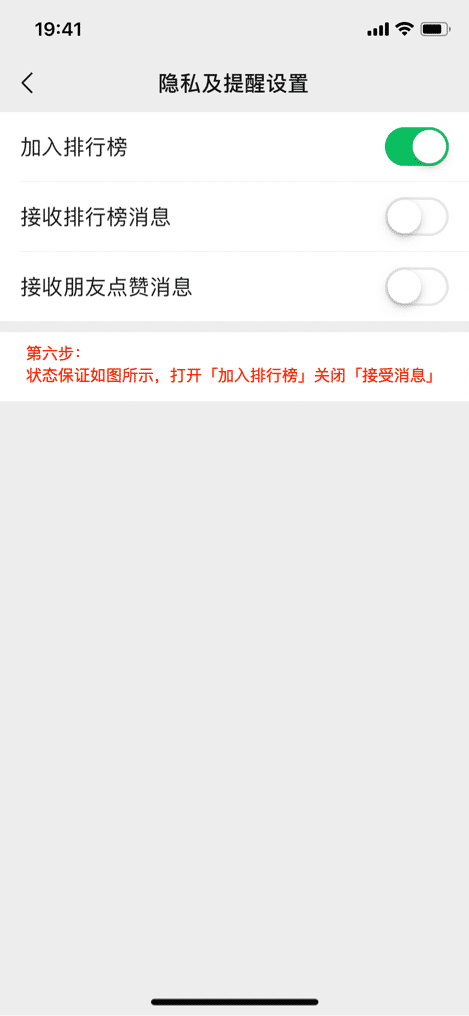 19:41
隐私及提醒设置
加入排行榜
接收排行榜消息
接收朋友点赞消息
第六步：
状态保证如图所示，打开「加入排行榜」关闭「接受消息」